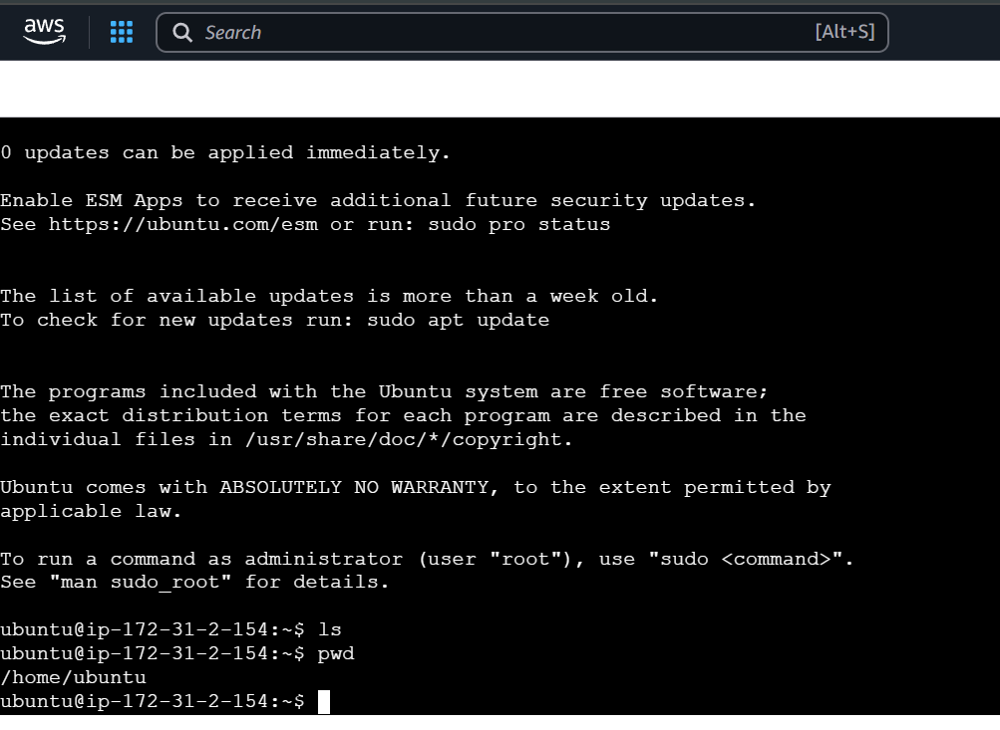 aws
Search [Alt+S]
0 updates can be applied immediately.
Enable ESM Apps to receive additional future security updates.
See https://ubuntu.com/esm or run: sudo pro status
The list of available updates is more than a week old.
To check for new updates run: sudo apt update
The programs included with the Ubuntu system are free software;
the exact distribution terms for each program are described in the
individual files in /usr/share/doc/*/copyright.
Ubuntu comes with ABSOLUTELY NO WARRANTY, to the extent permitted by
applicable law.
To run a command as administrator (user "root"), use "sudo <command>".
See "man sudo_root" for details.
ubuntu@ip-172-31-2-154:~$ ls
ubuntu@ip-172-31-2-154:~$ pwd
/home/ubuntu
ubuntu@ip-172-31-2-154:~$